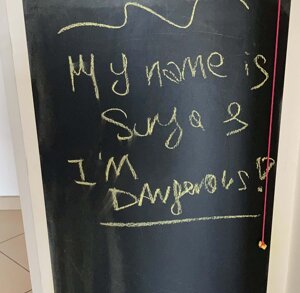 My name is
Surya &
I'M
DANgeroUs!?